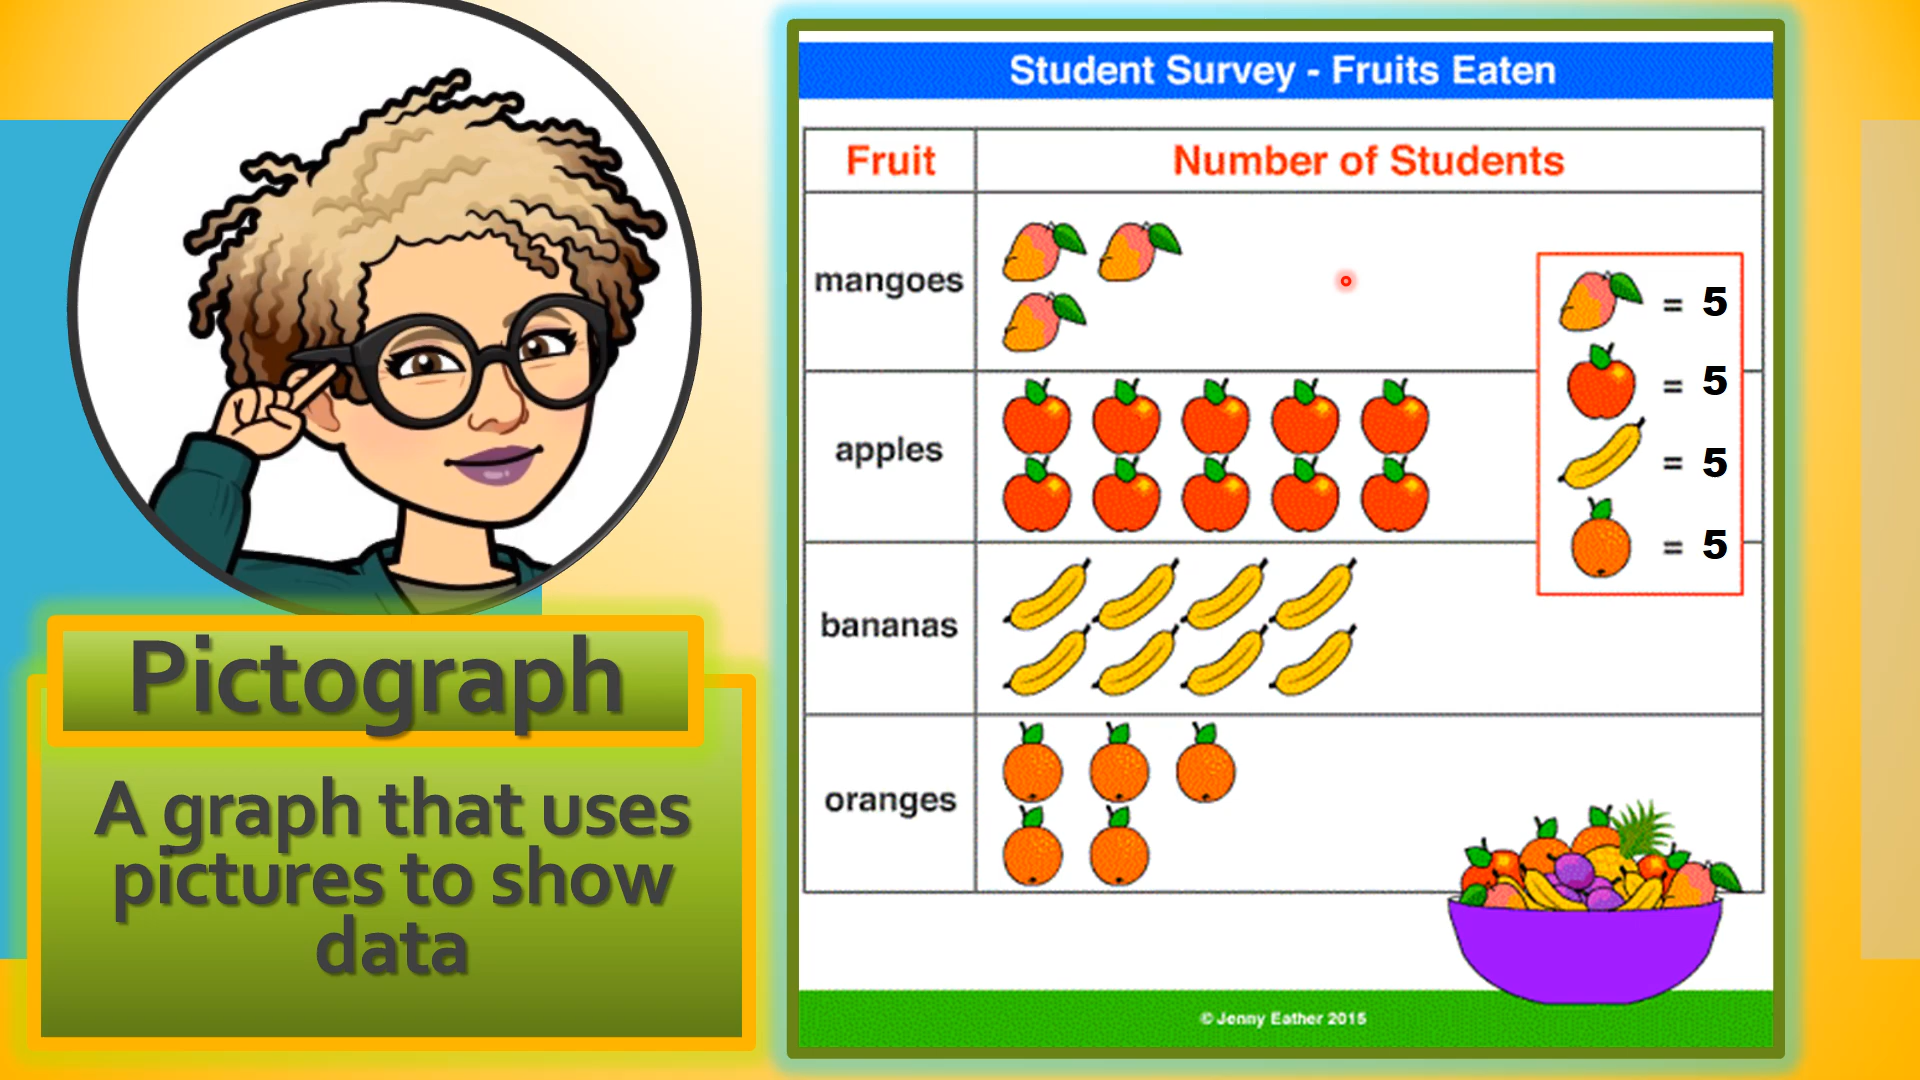 Pictograph
A graph that uses
pictures to show
data
Student Survey - Fruits Eaten
Fruit
Number of Students
mangoes
apples
bananas
oranges
= 5
= 5
= 5
= 5
© Jenny Eather 2015